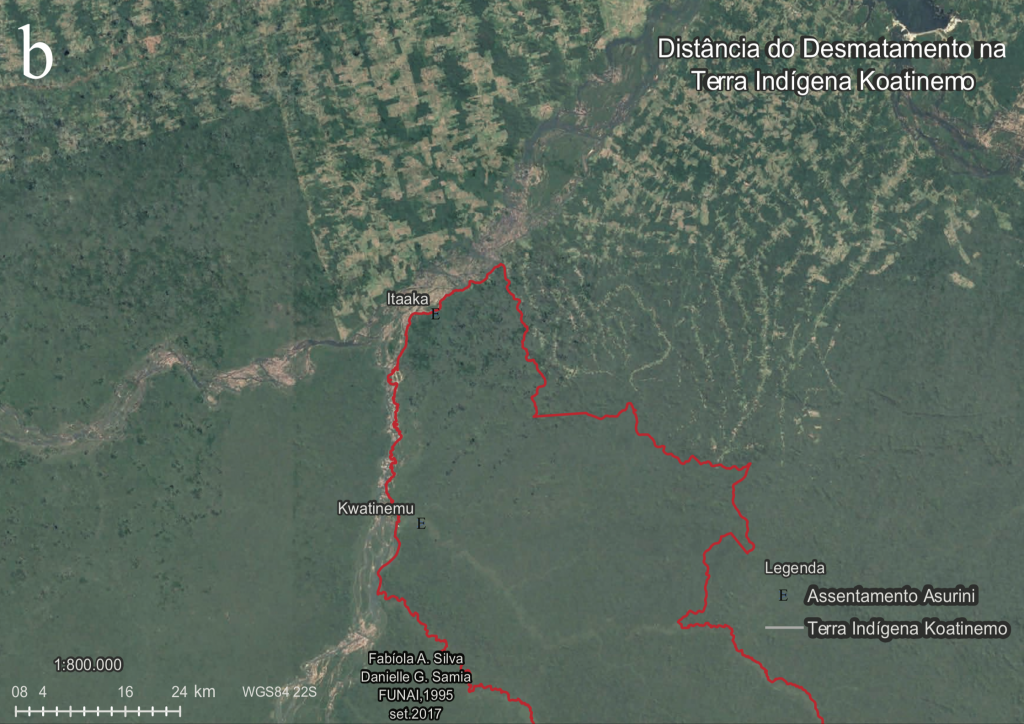 b
Distância do Desmatamento na
Terra Indígena Koatinemo
Itaaka
E
Kwatinemu
E
Legenda
E Assentamento Asurini
Terra Indígena Koatinemo
Fabíola A. Silva
Danielle G. Samia
FUNAI,1995
set.2017
1:800.000
08 4 16 24 km
WGS84 22S